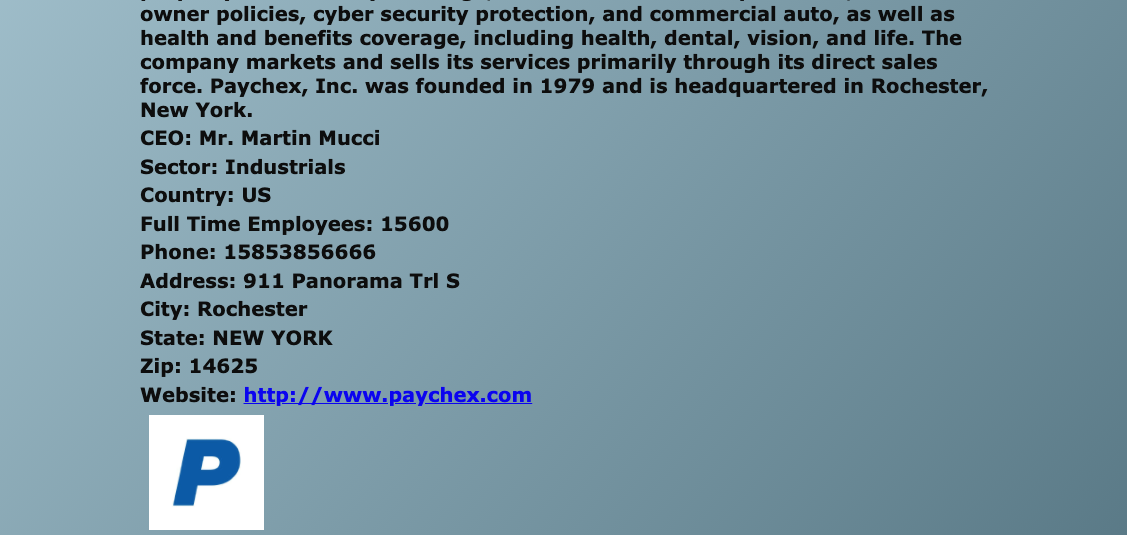 owner policies, cyber security protection, and commercial auto, as well as
health and benefits coverage, including health, dental, vision, and life. The
company markets and sells its services primarily through its direct sales
force. Paychex, Inc. was founded in 1979 and is headquartered in Rochester,
New York.
CEO: Mr. Martin Mucci
Sector: Industrials
Country: US
Full Time Employees: 15600
Phone: 15853856666
Address: 911 Panorama Trl S
City: Rochester
State: NEW YORK
Zip: 14625
Website: http://www.paychex.com
P